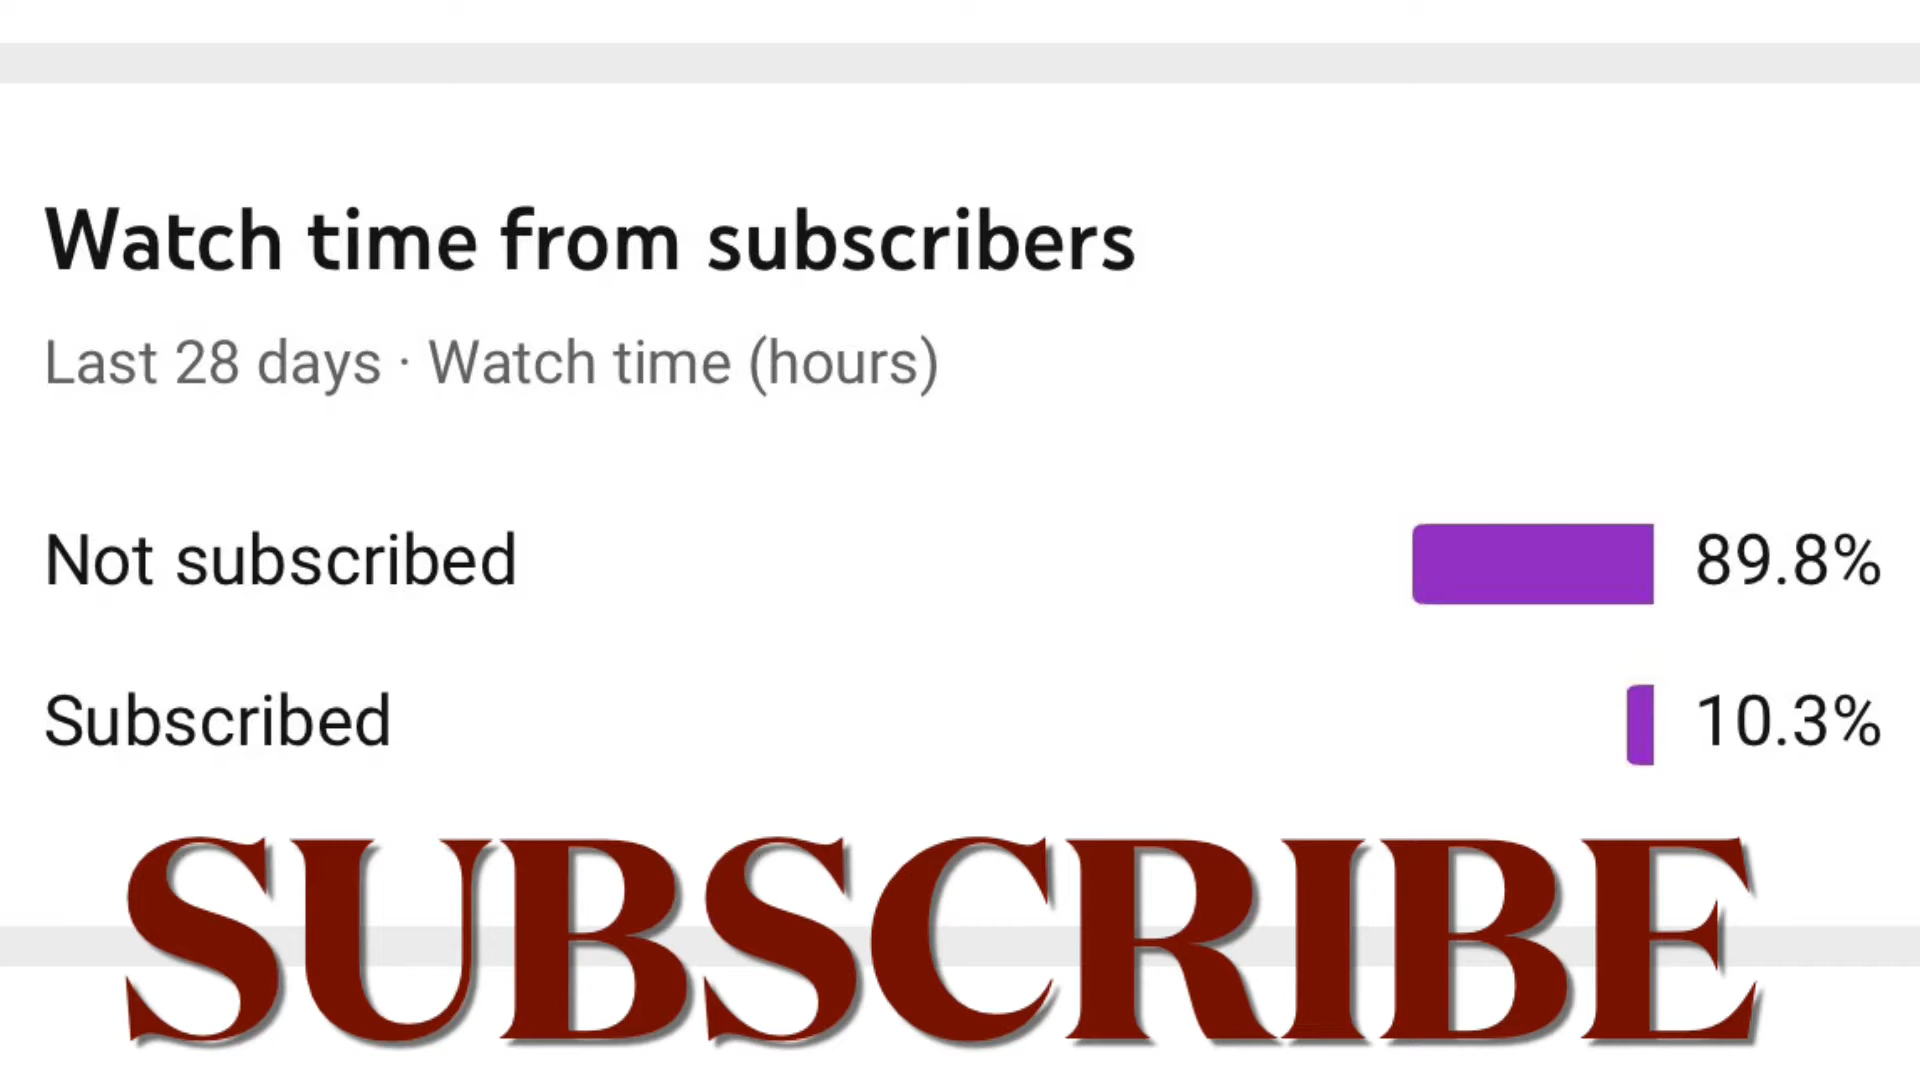 Watch time from subscribers
Last 28 days · Watch time (hours)
Not subscribed 89.8%
Subscribed 10.3%
SUBSCRIBE